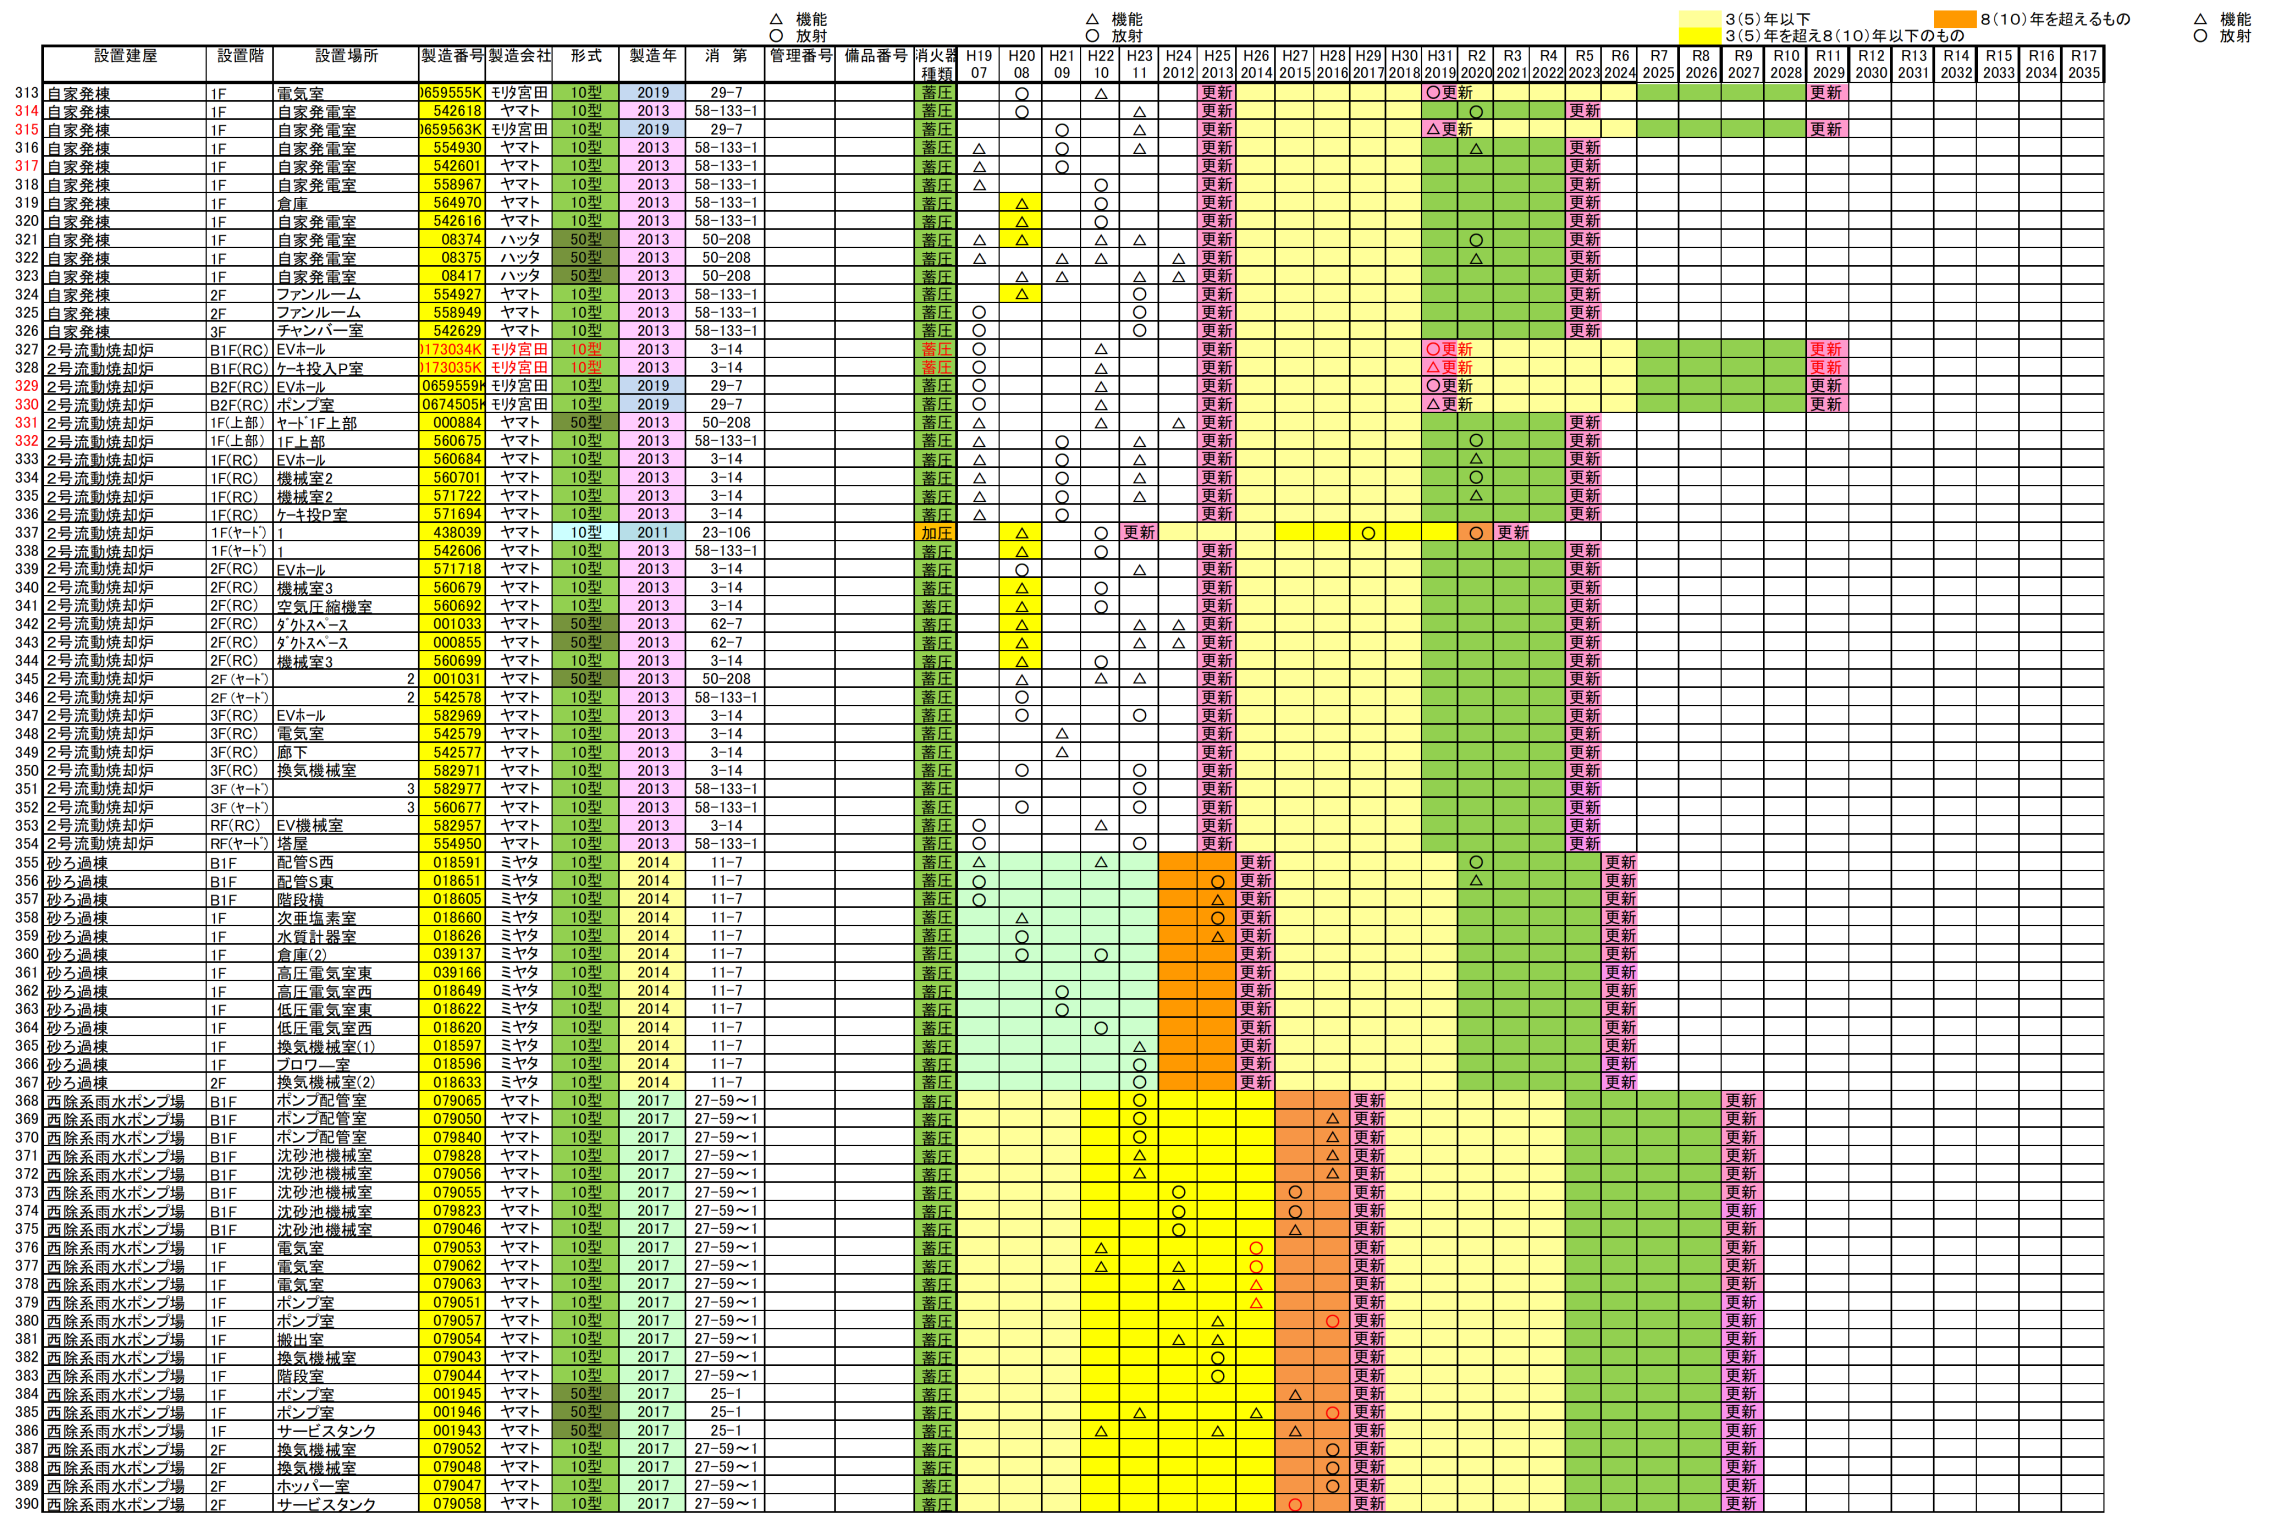 △ 機能 △ 機能 3(5)年以下 8(10)年を超えるもの △ 機能
○ 放射 ○ 放射 3(5)年を超え8(10)年以下のもの ○ 放射
設置建屋 設置階 設置場所 製造番号 製造会社 形式 製造年 消 第 管理番号 備品番号 消火器 H19 H20 H21 H22 H23 H24 H25 H26 H27 H28 H29 H30 H31 R2 R3 R4 R5 R6 R7 R8 R9 R10 R11 R12 R13 R14 R15 R16 R17
種類 07 08 09 10 11 2012 2013 2014 2015 2016 2017 2018 2019 2020 2021 2022 2023 2024 2025 2026 2027 2028 2029 2030 2031 2032 2033 2034 2035
313 自家発棟 1F 電気室 0659555K モリタ宮田 10型 2019 29-7 蓄圧 ○ △ 更新 ○更新 更新
314 自家発棟 1F 自家発電室 542618 ヤマト 10型 2013 58-133-1 蓄圧 ○ △ 更新 ○ 更新
315 自家発棟 1F 自家発電室 0659563K モリタ宮田 10型 2019 29-7 蓄圧 ○ △ 更新 △更新 更新
316 自家発棟 1F 自家発電室 554930 ヤマト 10型 2013 58-133-1 蓄圧 △ ○ △ 更新 △ 更新
317 自家発棟 1F 自家発電室 542601 ヤマト 10型 2013 58-133-1 蓄圧 △ ○ 更新 更新
318 自家発棟 1F 自家発電室 558967 ヤマト 10型 2013 58-133-1 蓄圧 △ ○ 更新 更新
319 自家発棟 1F 倉庫 564970 ヤマト 10型 2013 58-133-1 蓄圧 △ ○ 更新 更新
320 自家発棟 1F 自家発電室 542616 ヤマト 10型 2013 58-133-1 蓄圧 △ ○ 更新 更新
321 自家発棟 1F 自家発電室 08374 ハッタ 50型 2013 50-208 蓄圧 △ △ △ △ 更新 ○ 更新
322 自家発棟 1F 自家発電室 08375 ハッタ 50型 2013 50-208 蓄圧 △ △ △ △ 更新 △ 更新
323 自家発棟 1F 自家発電室 08417 ハッタ 50型 2013 50-208 蓄圧 △ △ △ △ 更新 更新
324 自家発棟 2F ファンルーム 554927 ヤマト 10型 2013 58-133-1 蓄圧 △ ○ 更新 更新
325 自家発棟 2F ファンルーム 558949 ヤマト 10型 2013 58-133-1 蓄圧 ○ ○ 更新 更新
326 自家発棟 3F チャンバー室 542629 ヤマト 10型 2013 58-133-1 蓄圧 ○ ○ 更新 更新
327 2号流動焼却炉 B1F(RC) EVホール 0173034K モリタ宮田 10型 2013 3-14 蓄圧 ○ △ 更新 ○更新 更新
328 2号流動焼却炉 B1F(RC) ケーキ投入P室 0173035K モリタ宮田 10型 2013 3-14 蓄圧 ○ △ 更新 △更新 更新
329 2号流動焼却炉 B2F(RC) EVホール 0659559K モリタ宮田 10型 2019 29-7 蓄圧 ○ △ 更新 ○更新 更新
330 2号流動焼却炉 B2F(RC) ポンプ室 0674505K モリタ宮田 10型 2019 29-7 蓄圧 ○ △ 更新 △更新 更新
331 2号流動焼却炉 1F(上部) ヤード1F上部 000884 ヤマト 50型 2013 50-208 蓄圧 △ △ △ 更新 更新
332 2号流動焼却炉 1F(上部) 1F上部 560675 ヤマト 10型 2013 58-133-1 蓄圧 △ ○ △ 更新 ○ 更新
333 2号流動焼却炉 1F(RC) EVホール 560684 ヤマト 10型 2013 3-14 蓄圧 △ ○ △ 更新 △ 更新
334 2号流動焼却炉 1F(RC) 機械室2 560701 ヤマト 10型 2013 3-14 蓄圧 △ ○ △ 更新 ○ 更新
335 2号流動焼却炉 1F(RC) 機械室2 571722 ヤマト 10型 2013 3-14 蓄圧 △ ○ △ 更新 △ 更新
336 2号流動焼却炉 1F(RC) ケーキ投P室 571694 ヤマト 10型 2013 3-14 蓄圧 △ ○ 更新 更新
337 2号流動焼却炉 1F(ヤード) 1 438039 ヤマト 10型 2011 23-106 加圧 △ ○ 更新 ○ ○ 更新
338 2号流動焼却炉 1F(ヤード) 1 542606 ヤマト 10型 2013 58-133-1 蓄圧 △ ○ 更新 更新
339 2号流動焼却炉 2F(RC) EVホール 571718 ヤマト 10型 2013 3-14 蓄圧 ○ △ 更新 更新
340 2号流動焼却炉 2F(RC) 機械室3 560679 ヤマト 10型 2013 3-14 蓄圧 △ ○ 更新 更新
341 2号流動焼却炉 2F(RC) 空気圧縮機室 560692 ヤマト 10型 2013 3-14 蓄圧 △ ○ 更新 更新
342 2号流動焼却炉 2F(RC) ダクトスペース 001033 ヤマト 50型 2013 62-7 蓄圧 △ △ △ 更新 更新
343 2号流動焼却炉 2F(RC) ダクトスペース 000855 ヤマト 50型 2013 62-7 蓄圧 △ △ △ 更新 更新
344 2号流動焼却炉 2F(RC) 機械室3 560699 ヤマト 10型 2013 3-14 蓄圧 △ ○ 更新 更新
345 2号流動焼却炉 2F(ヤード) 2 001031 ヤマト 50型 2013 50-208 蓄圧 △ △ △ 更新 更新
346 2号流動焼却炉 2F(ヤード) 2 542578 ヤマト 10型 2013 58-133-1 蓄圧 ○ 更新 更新
347 2号流動焼却炉 3F(RC) EVホール 582969 ヤマト 10型 2013 3-14 蓄圧 ○ ○ 更新 更新
348 2号流動焼却炉 3F(RC) 電気室 542579 ヤマト 10型 2013 3-14 蓄圧 △ 更新 更新
349 2号流動焼却炉 3F(RC) 廊下 542577 ヤマト 10型 2013 3-14 蓄圧 △ 更新 更新
350 2号流動焼却炉 3F(RC) 換気機械室 582971 ヤマト 10型 2013 3-14 蓄圧 ○ ○ 更新 更新
351 2号流動焼却炉 3F(ヤード) 3 582977 ヤマト 10型 2013 58-133-1 蓄圧 ○ 更新 更新
352 2号流動焼却炉 3F(ヤード) 3 560677 ヤマト 10型 2013 58-133-1 蓄圧 ○ ○ 更新 更新
353 2号流動焼却炉 RF(RC) EV機械室 582957 ヤマト 10型 2013 3-14 蓄圧 ○ △ 更新 更新
354 2号流動焼却炉 RF(ヤード) 塔屋 554950 ヤマト 10型 2013 58-133-1 蓄圧 ○ ○ 更新 更新
355 砂ろ過棟 B1F 配管S西 018591 ミヤタ 10型 2014 11-7 蓄圧 △ △ 更新 ○ 更新
356 砂ろ過棟 B1F 配管S東 018651 ミヤタ 10型 2014 11-7 蓄圧 ○ ○ 更新 △ 更新
357 砂ろ過棟 B1F 階段横 018605 ミヤタ 10型 2014 11-7 蓄圧 ○ △ 更新 更新
358 砂ろ過棟 1F 次亜塩素室 018660 ミヤタ 10型 2014 11-7 蓄圧 △ ○ 更新 更新
359 砂ろ過棟 1F 水質計器室 018626 ミヤタ 10型 2014 11-7 蓄圧 ○ △ 更新 更新
360 砂ろ過棟 1F 倉庫(2) 039137 ミヤタ 10型 2014 11-7 蓄圧 ○ ○ 更新 更新
361 砂ろ過棟 1F 高圧電気室東 039166 ミヤタ 10型 2014 11-7 蓄圧 更新 更新
362 砂ろ過棟 1F 高圧電気室西 018649 ミヤタ 10型 2014 11-7 蓄圧 ○ 更新 更新
363 砂ろ過棟 1F 低圧電気室東 018622 ミヤタ 10型 2014 11-7 蓄圧 ○ 更新 更新
364 砂ろ過棟 1F 低圧電気室西 018620 ミヤタ 10型 2014 11-7 蓄圧 ○ 更新 更新
365 砂ろ過棟 1F 換気機械室(1) 018597 ミヤタ 10型 2014 11-7 蓄圧 △ 更新 更新
366 砂ろ過棟 1F ブロワー室 018596 ミヤタ 10型 2014 11-7 蓄圧 ○ 更新 更新
367 砂ろ過棟 2F 換気機械室(2) 018633 ミヤタ 10型 2014 11-7 蓄圧 ○ 更新 更新
368 西除系雨水ポンプ場 B1F ポンプ配管室 079065 ヤマト 10型 2017 27-59~1 蓄圧 ○ 更新 更新
369 西除系雨水ポンプ場 B1F ポンプ配管室 079050 ヤマト 10型 2017 27-59~1 蓄圧 ○ △ 更新 更新
370 西除系雨水ポンプ場 B1F ポンプ配管室 079840 ヤマト 10型 2017 27-59~1 蓄圧 ○ △ 更新 更新
371 西除系雨水ポンプ場 B1F 沈砂池機械室 079828 ヤマト 10型 2017 27-59~1 蓄圧 △ △ 更新 更新
372 西除系雨水ポンプ場 B1F 沈砂池機械室 079056 ヤマト 10型 2017 27-59~1 蓄圧 △ △ 更新 更新
373 西除系雨水ポンプ場 B1F 沈砂池機械室 079055 ヤマト 10型 2017 27-59~1 蓄圧 ○ ○ 更新 更新
374 西除系雨水ポンプ場 B1F 沈砂池機械室 079823 ヤマト 10型 2017 27-59~1 蓄圧 ○ ○ 更新 更新
375 西除系雨水ポンプ場 B1F 沈砂池機械室 079046 ヤマト 10型 2017 27-59~1 蓄圧 ○ △ 更新 更新
376 西除系雨水ポンプ場 1F 電気室 079053 ヤマト 10型 2017 27-59~1 蓄圧 △ ○ 更新 更新
377 西除系雨水ポンプ場 1F 電気室 079062 ヤマト 10型 2017 27-59~1 蓄圧 △ △ ○ 更新 更新
378 西除系雨水ポンプ場 1F 電気室 079063 ヤマト 10型 2017 27-59~1 蓄圧 △ △ 更新 更新
379 西除系雨水ポンプ場 1F ポンプ室 079051 ヤマト 10型 2017 27-59~1 蓄圧 △ 更新 更新
380 西除系雨水ポンプ場 1F ポンプ室 079057 ヤマト 10型 2017 27-59~1 蓄圧 △ ○ 更新 更新
381 西除系雨水ポンプ場 1F 搬出室 079054 ヤマト 10型 2017 27-59~1 蓄圧 △ △ 更新 更新
382 西除系雨水ポンプ場 1F 換気機械室 079043 ヤマト 10型 2017 27-59~1 蓄圧 ○ 更新 更新
383 西除系雨水ポンプ場 1F 階段室 079044 ヤマト 10型 2017 27-59~1 蓄圧 ○ 更新 更新
384 西除系雨水ポンプ場 1F ポンプ室 001945 ヤマト 50型 2017 25-1 蓄圧 △ 更新 更新
385 西除系雨水ポンプ場 1F ポンプ室 001946 ヤマト 50型 2017 25-1 蓄圧 △ △ ○ 更新 更新
386 西除系雨水ポンプ場 1F サービスタンク 001943 ヤマト 50型 2017 25-1 蓄圧 △ △ △ 更新 更新
387 西除系雨水ポンプ場 2F 換気機械室 079052 ヤマト 10型 2017 27-59~1 蓄圧 ○ 更新 更新
388 西除系雨水ポンプ場 2F 換気機械室 079048 ヤマト 10型 2017 27-59~1 蓄圧 ○ 更新 更新
389 西除系雨水ポンプ場 2F ホッパー室 079047 ヤマト 10型 2017 27-59~1 蓄圧 ○ 更新 更新
390 西除系雨水ポンプ場 2F サービスタンク 079058 ヤマト 10型 2017 27-59~1 蓄圧 ○ 更新 更新